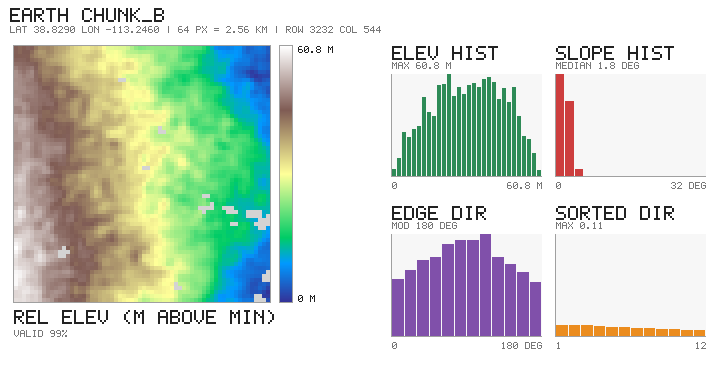 EARTH CHUNK_B
LAT 38.8290 LON -113.2460 | 64 PX = 2.56 KM | ROW 3232 COL 544
60.8 M
0 M
REL ELEV (M ABOVE MIN)
VALID 99%
ELEV HIST
MAX 60.8 M
0 60.8 M
SLOPE HIST
MEDIAN 1.8 DEG
0 32 DEG
EDGE DIR
MOD 180 DEG
0 180 DEG
SORTED DIR
MAX 0.11
1 12